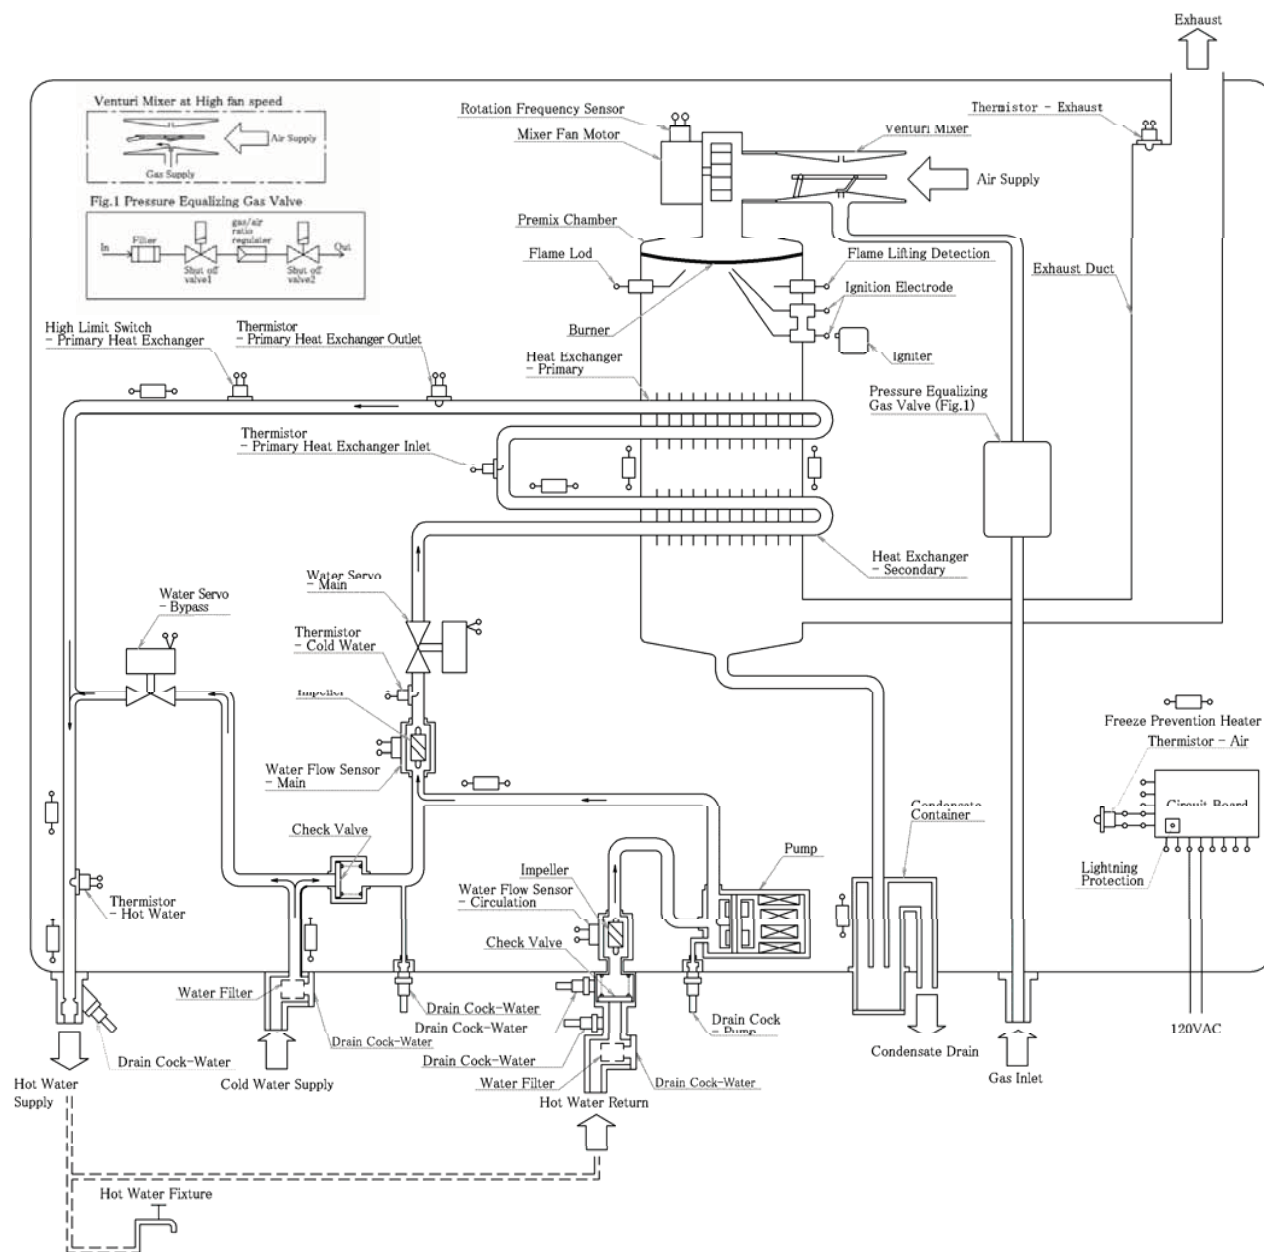 Exhaust
Venturi Mixer at High fan speed
Air Supply
Gas Supply
Fig.1 Pressure Equalizing Gas Valve
gas/air
ratio
regulater
In
Filter
Out
Shut off
valve1
Shut off
valve2
Rotation Frequency Sensor
Mixer Fan Motor
Venturi Mixer
Thermistor - Exhaust
Air Supply
Premix Chamber
Flame Lod
Flame Lifting Detection
Exhaust Duct
Ignition Electrode
Burner
Igniter
High Limit Switch
- Primary Heat Exchanger
Thermistor
- Primary Heat Exchanger Outlet
Heat Exchanger
- Primary
Pressure Equalizing
Gas Valve (Fig.1)
Thermistor
- Primary Heat Exchanger Inlet
Heat Exchanger
- Secondary
Water Servo
- Main
Water Servo
- Bypass
Thermistor
- Cold Water
Impeller
Freeze Prevention Heater
Thermistor - Air
Water Flow Sensor
- Main
Condensate
Container
Circuit Board
Check Valve
Pump
Impeller
Water Flow Sensor
- Circulation
Lightning
Protection
Thermistor
- Hot Water
Check Valve
Water Filter
Drain Cock-Water
Drain Cock-Water
Drain Cock-Water
Drain Cock
- Pump
120VAC
Drain Cock-Water
Drain Cock-Water
Condensate Drain
Gas Inlet
Hot Water
Supply
Cold Water Supply
Water Filter
Drain Cock-Water
Hot Water Return
Hot Water Fixture